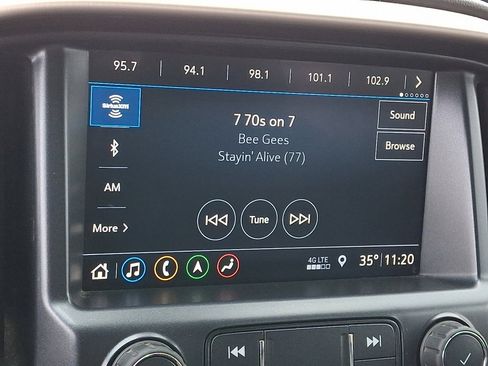 95.7 94.1 98.1 101.1 102.9
SiriusXM
7 70s on 7
Sound
Bee Gees
Browse
Stayin' Alive (77)
AM
More
Tune
4G LTE
35° 11:20